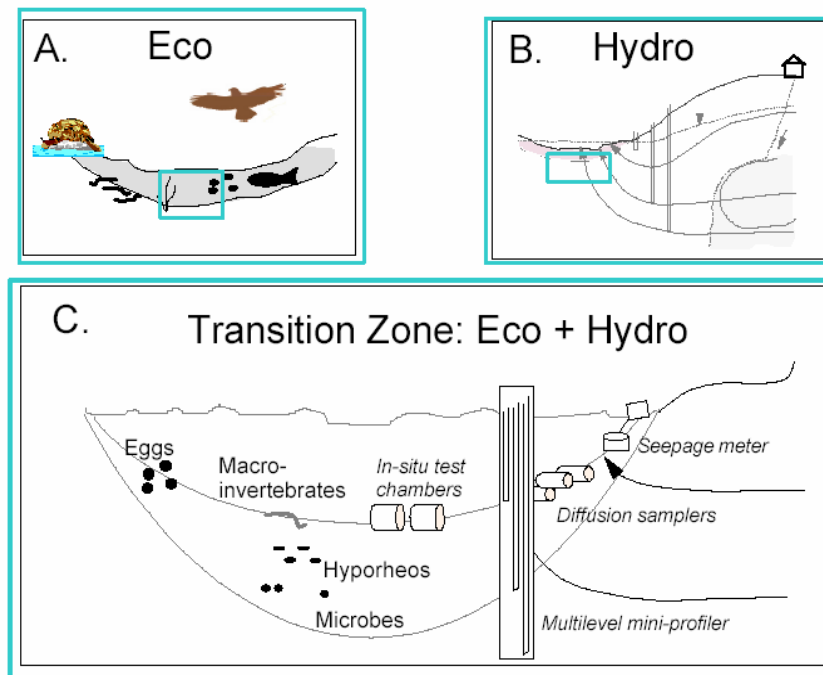 A. Eco
B. Hydro
C. Transition Zone: Eco + Hydro
Eggs
Macro-
invertebrates
In-situ test
chambers
Seepage meter
Diffusion samplers
Hyporheos
Microbes
Multilevel mini-profiler